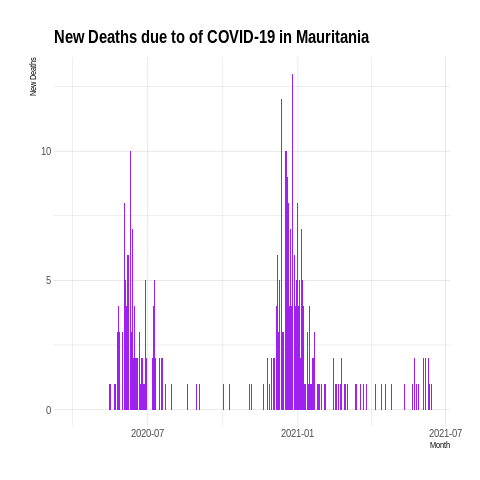 New Deaths due to of COVID-19 in Mauritania
New Deaths
10
5
0
2020-07
2021-01
2021-07
Month